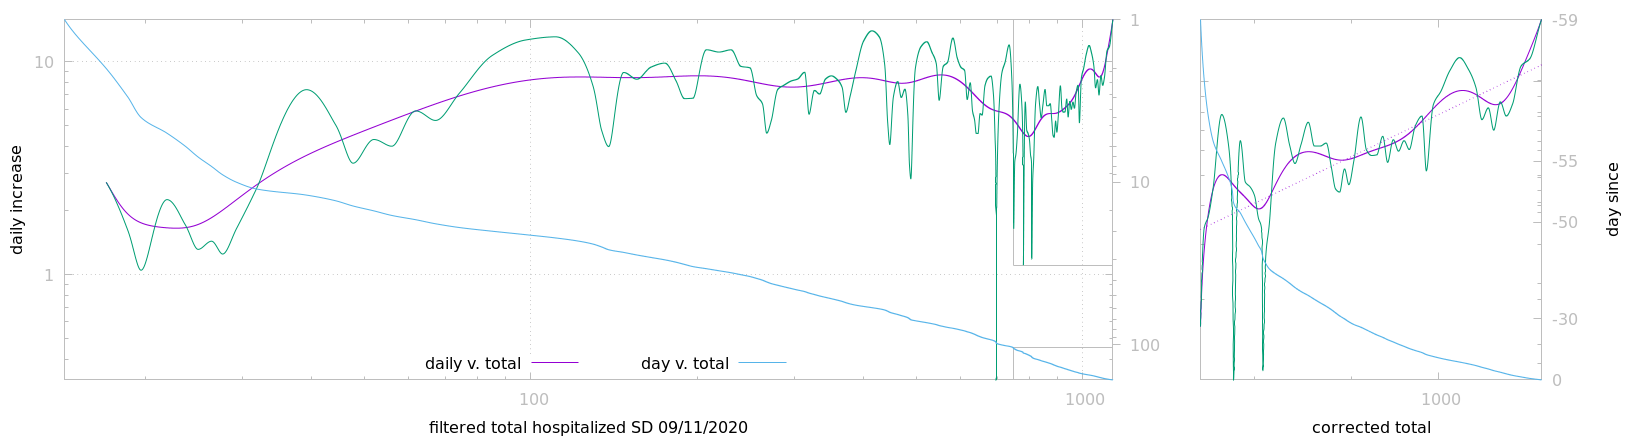 daily increase
10
1
1
10
100
daily v. total
day v. total
100
1000
filtered total hospitalized SD 09/11/2020
-59
-55
-50
-30
0
day since
1000
corrected total